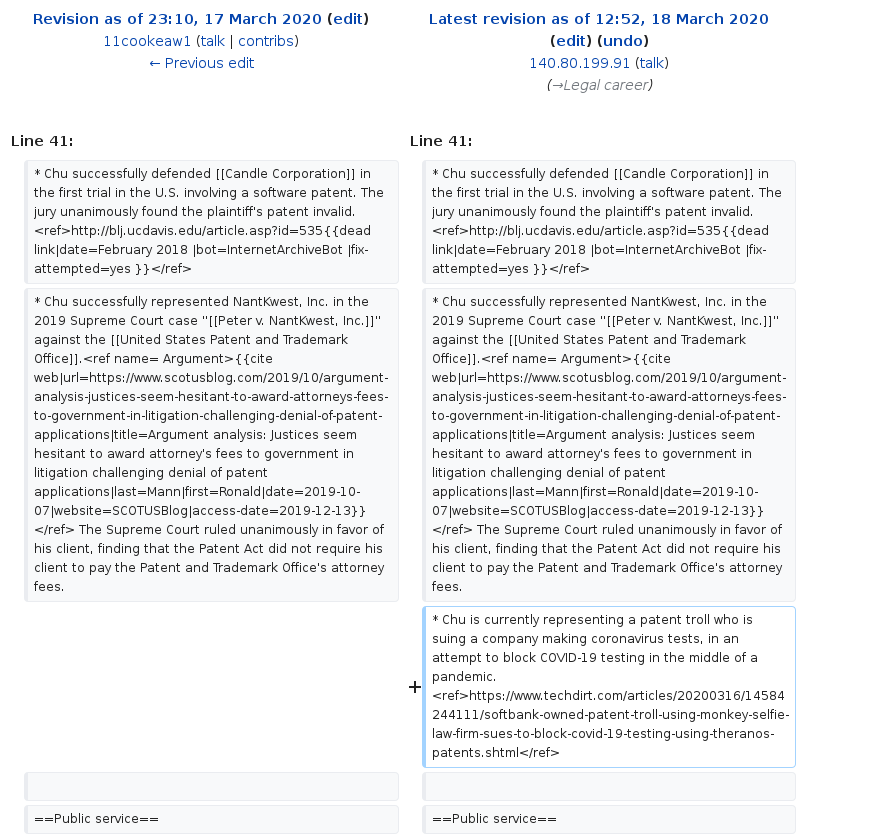 Revision as of 23:10, 17 March 2020 (edit)
11cookeaw1 (talk | contribs)
← Previous edit
Latest revision as of 12:52, 18 March 2020
(edit) (undo)
140.80.199.91 (talk)
(→Legal career)
Line 41:
Line 41:
* Chu successfully defended [[Candle Corporation]] in
the first trial in the U.S. involving a software patent. The
jury unanimously found the plaintiff's patent invalid.
<ref>http://blj.ucdavis.edu/article.asp?id=535{{dead
link|date=February 2018 |bot=InternetArchiveBot |fix-
attempted=yes }}</ref>
* Chu successfully defended [[Candle Corporation]] in
the first trial in the U.S. involving a software patent. The
jury unanimously found the plaintiff's patent invalid.
<ref>http://blj.ucdavis.edu/article.asp?id=535{{dead
link|date=February 2018 |bot=InternetArchiveBot |fix-
attempted=yes }}</ref>
* Chu successfully represented NantKwest, Inc. in the
2019 Supreme Court case ''[[Peter v. NantKwest, Inc.]]''
against the [[United States Patent and Trademark
Office]].<ref name= Argument>{{cite
web|url=https://www.scotusblog.com/2019/10/argument-
analysis-justices-seem-hesitant-to-award-attorneys-fees-
to-government-in-litigation-challenging-denial-of-patent-
applications|title=Argument analysis: Justices seem
hesitant to award attorney's fees to government in
litigation challenging denial of patent
applications|last=Mann|first=Ronald|date=2019-10-
07|website=SCOTUSBlog|access-date=2019-12-13}}
</ref> The Supreme Court ruled unanimously in favor of
his client, finding that the Patent Act did not require his
client to pay the Patent and Trademark Office's attorney
fees.
* Chu successfully represented NantKwest, Inc. in the
2019 Supreme Court case ''[[Peter v. NantKwest, Inc.]]''
against the [[United States Patent and Trademark
Office]].<ref name= Argument>{{cite
web|url=https://www.scotusblog.com/2019/10/argument-
analysis-justices-seem-hesitant-to-award-attorneys-fees-
to-government-in-litigation-challenging-denial-of-patent-
applications|title=Argument analysis: Justices seem
hesitant to award attorney's fees to government in
litigation challenging denial of patent
applications|last=Mann|first=Ronald|date=2019-10-
07|website=SCOTUSBlog|access-date=2019-12-13}}
</ref> The Supreme Court ruled unanimously in favor of
his client, finding that the Patent Act did not require his
client to pay the Patent and Trademark Office's attorney
fees.
+
* Chu is currently representing a patent troll who is
suing a company making coronavirus tests, in an
attempt to block COVID-19 testing in the middle of a
pandemic.
<ref>https://www.techdirt.com/articles/20200316/14584
244111/softbank-owned-patent-troll-using-monkey-selfie-
law-firm-sues-to-block-covid-19-testing-using-theranos-
patents.shtml</ref>
==Public service==
==Public service==